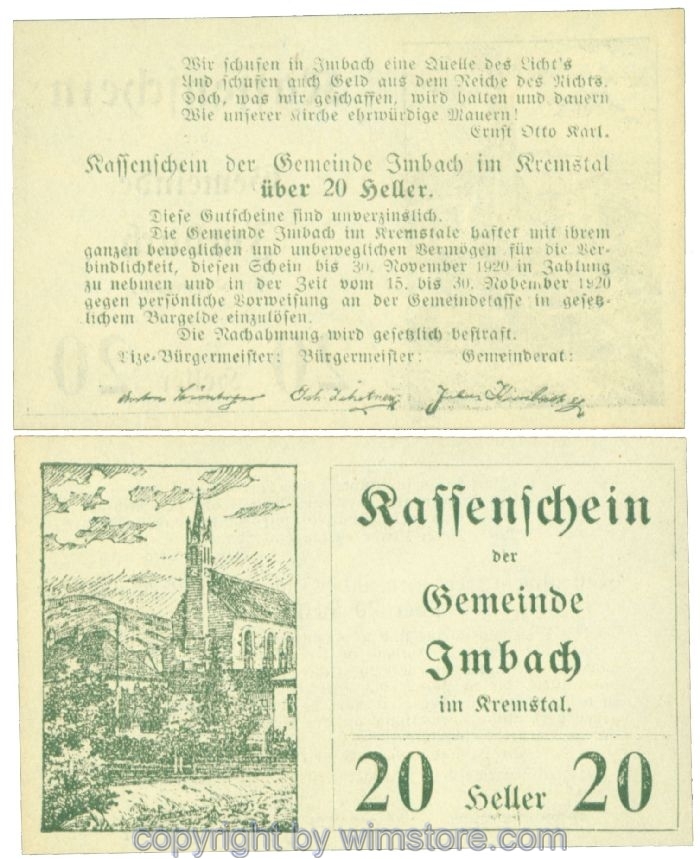 Wir schufen in Imbach eine Quelle des Licht's
Und schufen auch Geld aus dem Reiche des Nichts.
Doch, was wir geschaffen, wird halten und dauern
Wie unserer Kirche ehrwürdige Mauern!
Ernst Otto Karl.
Kassenschein der Gemeinde Imbach im Kremstal
über 20 Heller.
Diese Gutscheine sind unverzinslich.
Die Gemeinde Imbach im Kremstale haftet mit ihrem
ganzen beweglichen und unbeweglichen Vermögen für die Ver-
bindlichkeit, diesen Schein bis 30. November 1920 in Zahlung
zu nehmen und in der Zeit vom 15. bis 30. November 1920
gegen persönliche Vorweisung an der Gemeindekasse in gesetz-
lichem Bargelde einzulösen.
Die Nachahmung wird gesetzlich bestraft.
Vize-Bürgermeister: Bürgermeister: Gemeinderat:
Kassenschein
der
Gemeinde
Imbach
im Kremstal.
20 Heller 20
copyright by wimstore.com